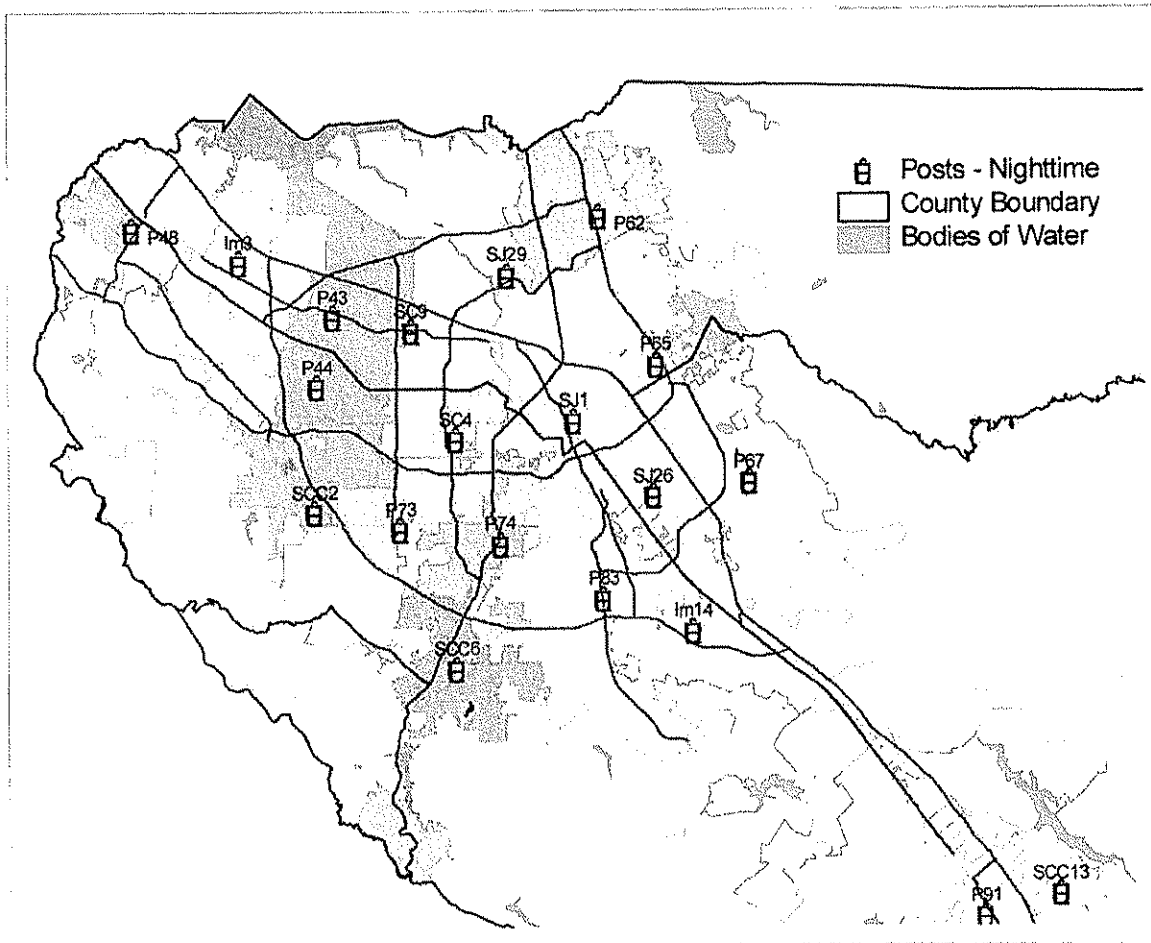 Posts - Nighttime
County Boundary
Bodies of Water
P48
Im3
P62
SJ29
P43
SC9
P65
P44
SJ1
SC4
P67
SJ26
SCC2
P73
P74
P83
Im14
SCC6
SCC13
P91